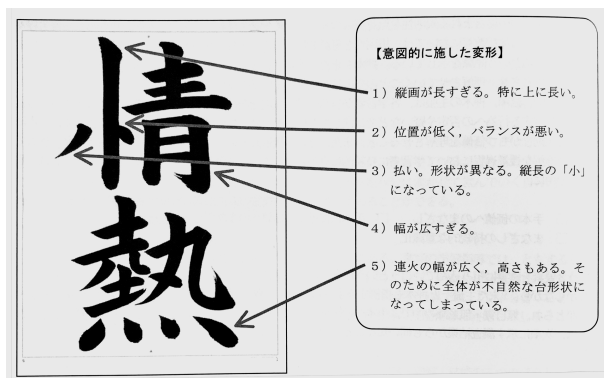 情
熱
【意図的に施した変形】
1）縦画が長すぎる。特に上に長い。
2）位置が低く，バランスが悪い。
3）払い。形状が異なる。縦長の「小」
になっている。
4）幅が広すぎる。
5）連火の幅が広く，高さもある。そ
のために全体が不自然な台形状に
なってしまっている。